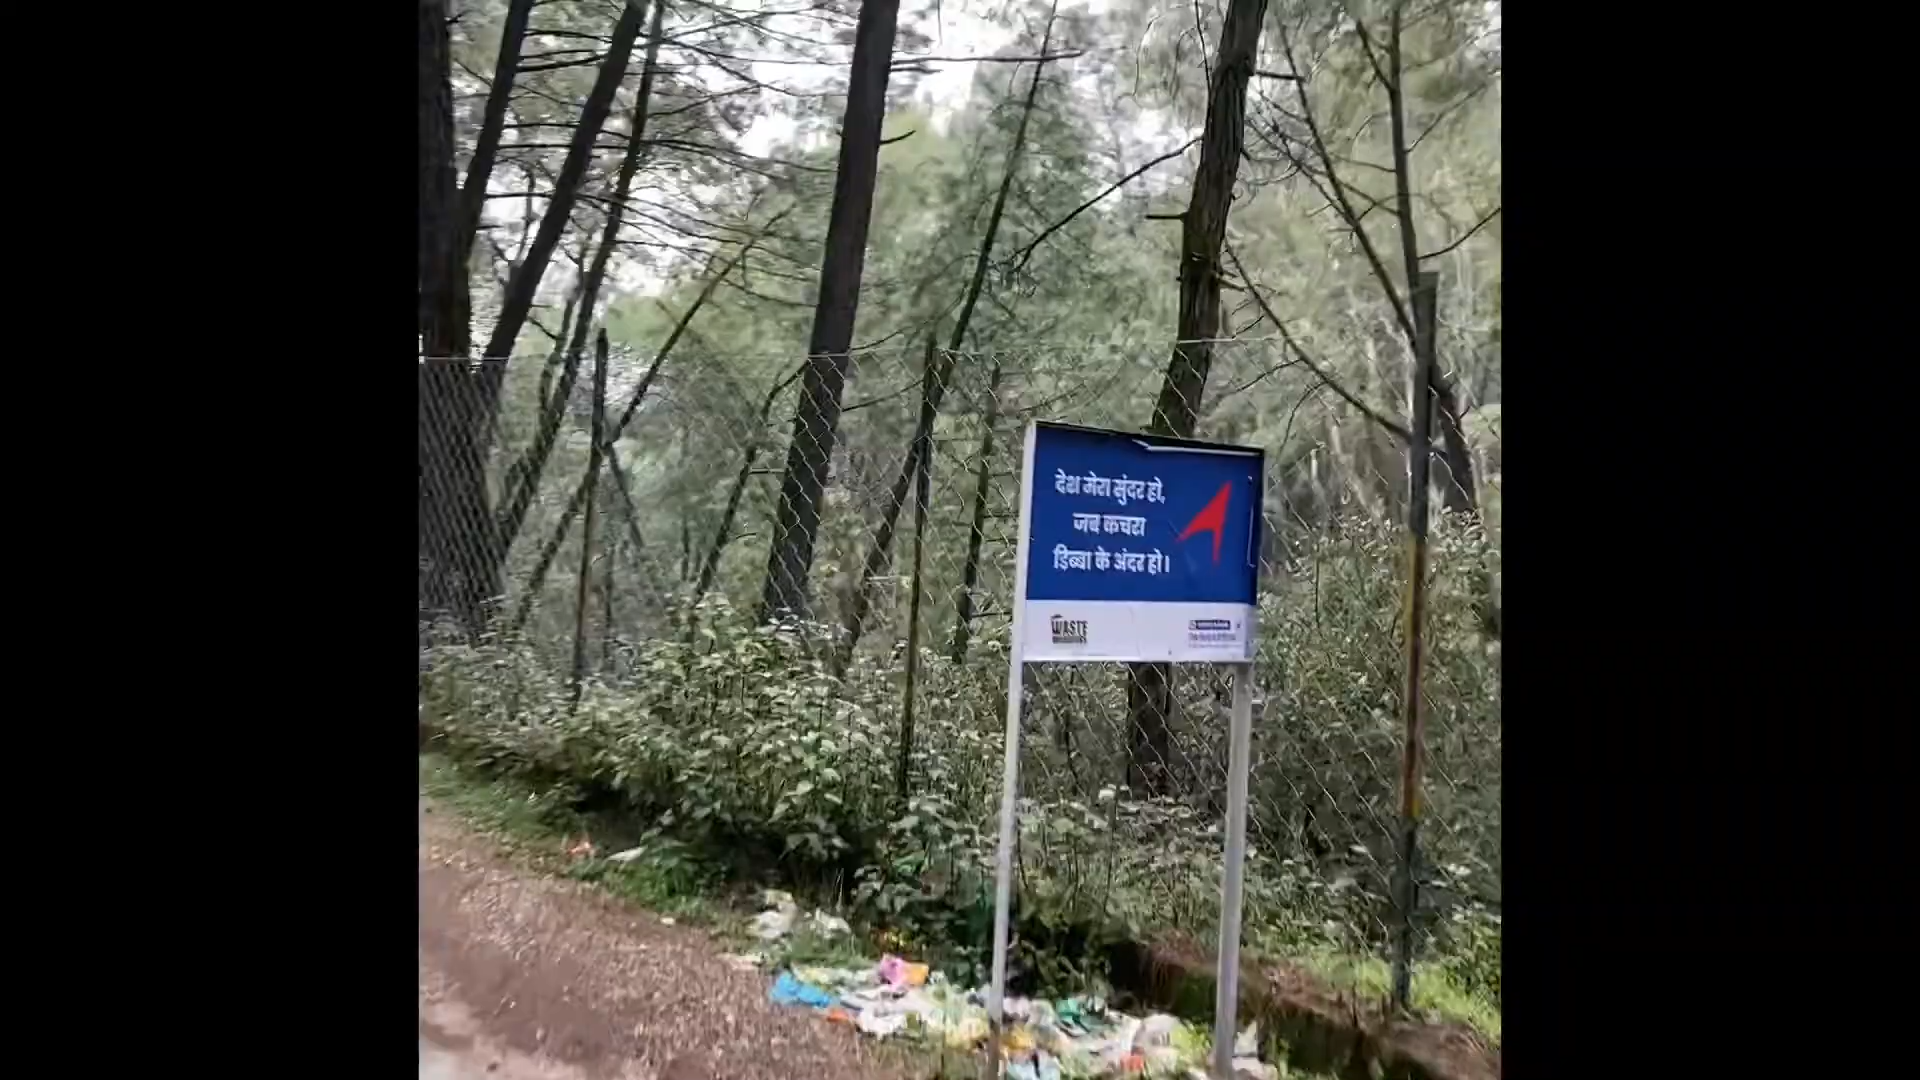 देश मेरा सुंदर हो,
जब कचरा
डिब्बा के अंदर हो।
WASTE